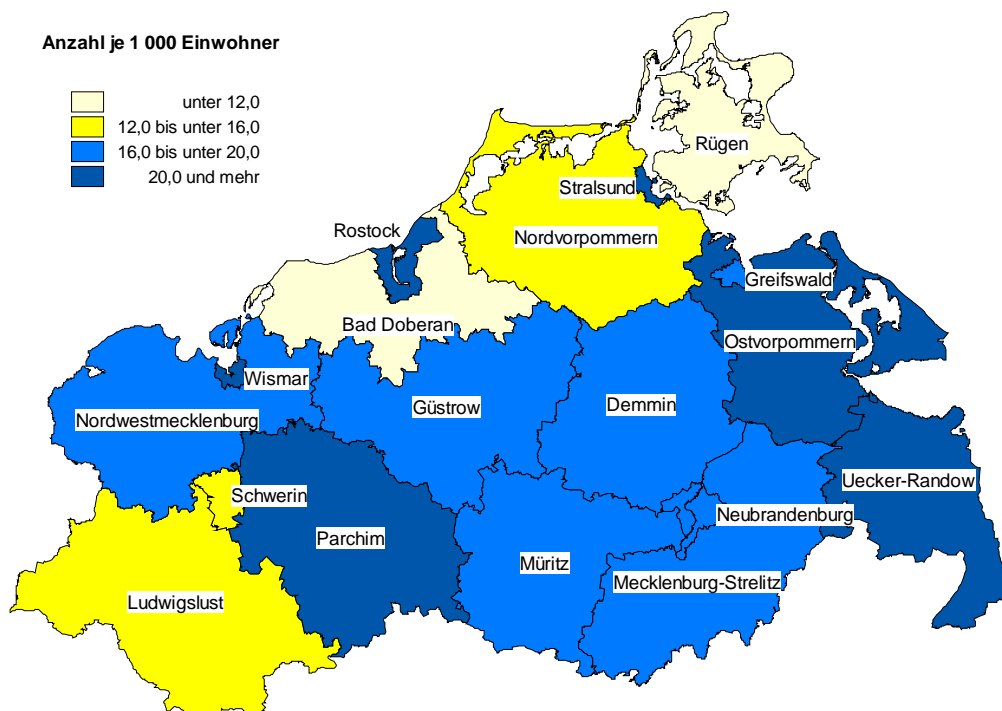 Anzahl je 1 000 Einwohner
unter 12,0
12,0 bis unter 16,0
16,0 bis unter 20,0
20,0 und mehr
Rügen
Stralsund
Rostock
Nordvorpommern
Greifswald
Bad Doberan
Ostvorpommern
Wismar
Güstrow
Demmin
Nordwestmecklenburg
Uecker-Randow
Schwerin
Neubrandenburg
Parchim
Müritz
Mecklenburg-Strelitz
Ludwigslust